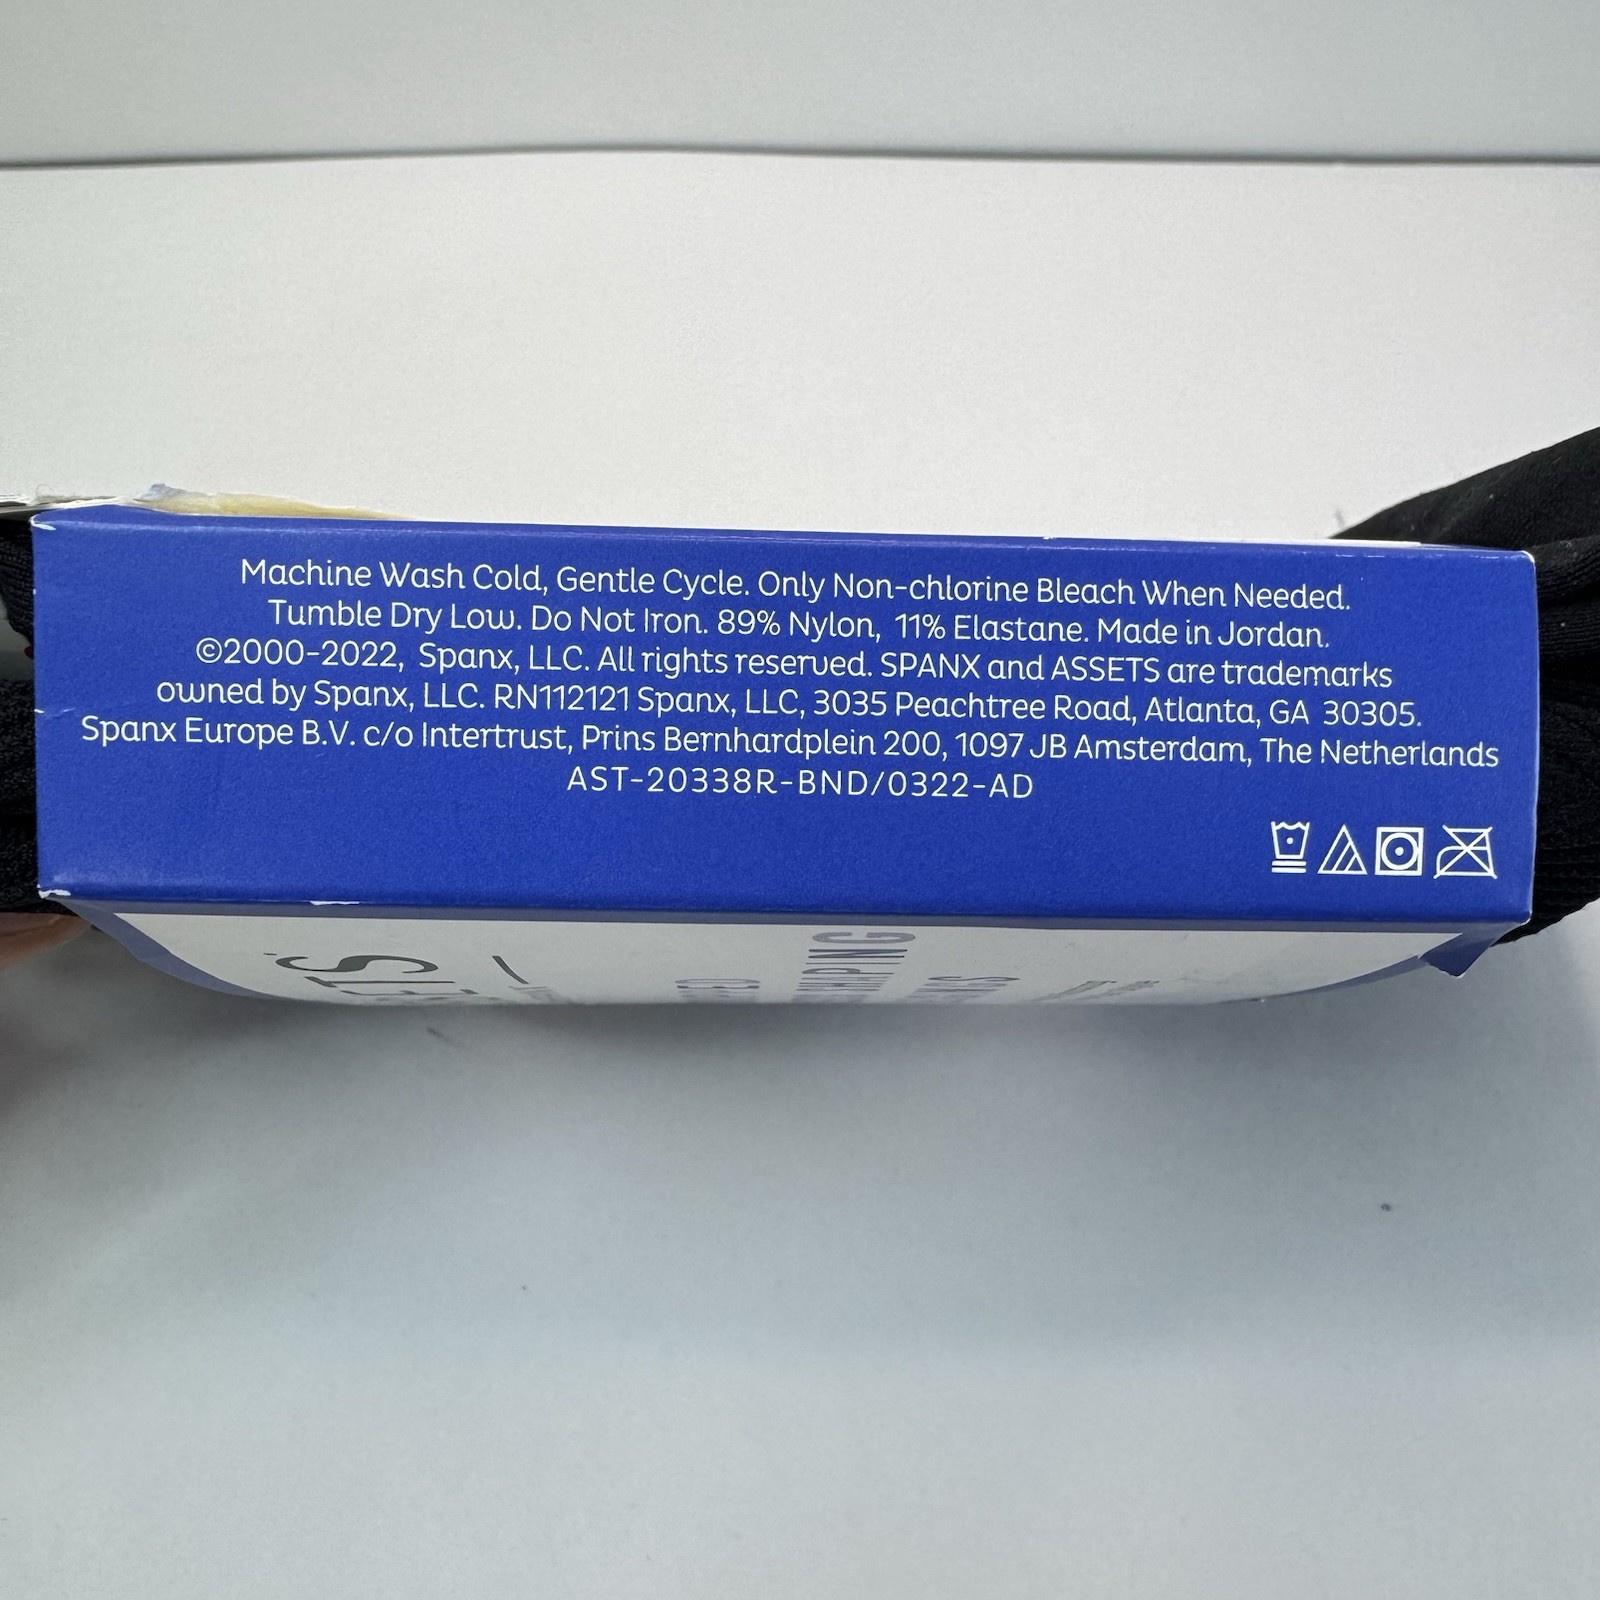 Machine Wash Cold, Gentle Cycle. Only Non-chlorine Bleach When Needed.
Tumble Dry Low. Do Not Iron. 89% Nylon, 11% Elastane. Made in Jordan.
©2000-2022, Spanx, LLC. All rights reserved. SPANX and ASSETS are trademarks
owned by Spanx, LLC. RN112121 Spanx, LLC, 3035 Peachtree Road, Atlanta, GA 30305.
Spanx Europe B.V. c/o Intertrust, Prins Bernhardplein 200, 1097 JB Amsterdam, The Netherlands
AST-20338R-BND/0322-AD